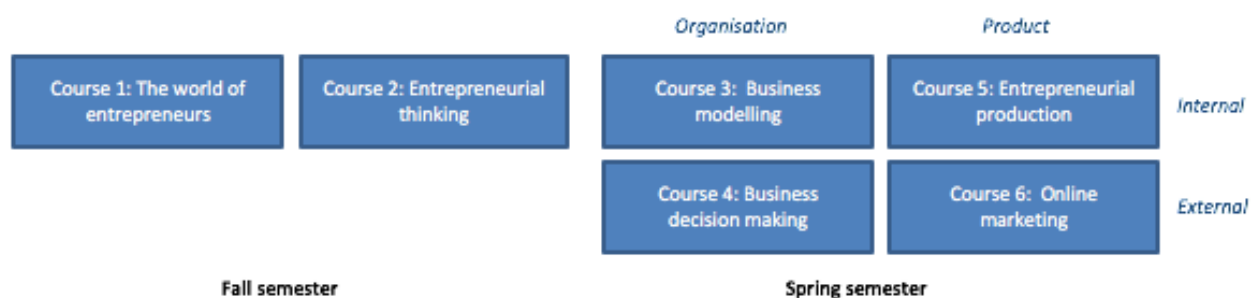 Organisation
Product
Course 1: The world of
entrepreneurs
Course 2: Entrepreneurial
thinking
Course 3: Business
modelling
Course 5: Entrepreneurial
production
Internal
Course 4: Business
decision making
Course 6: Online
marketing
External
Fall semester
Spring semester